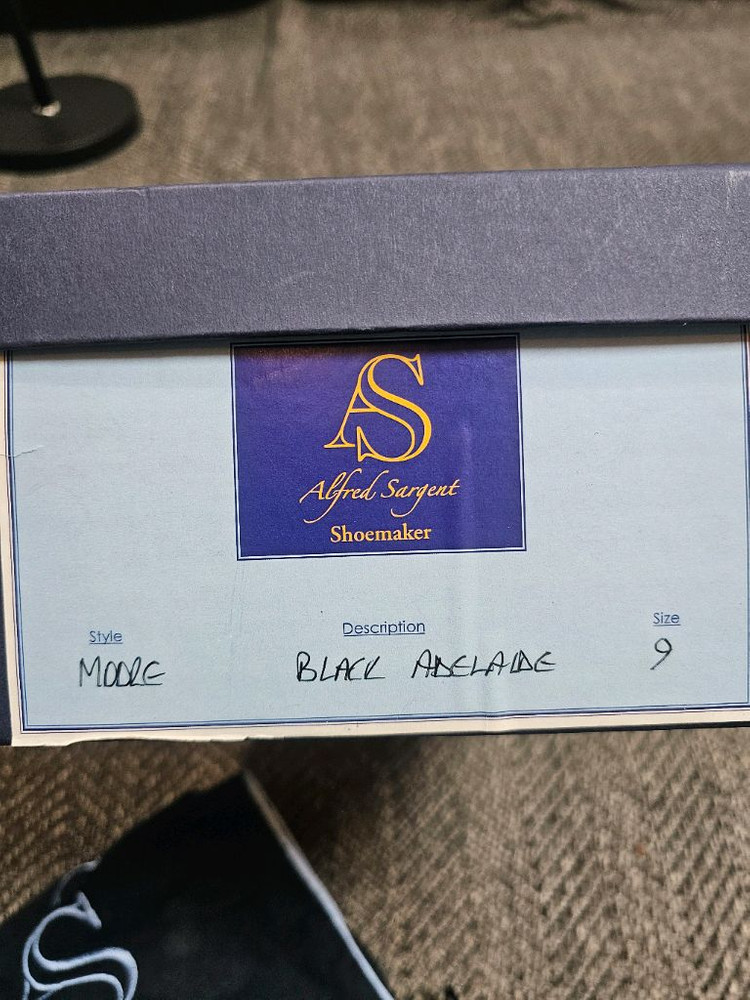 AS
Alfred Sargent
Shoemaker
Style Description Size
MOORE BLACK ADELAIDE 9
S